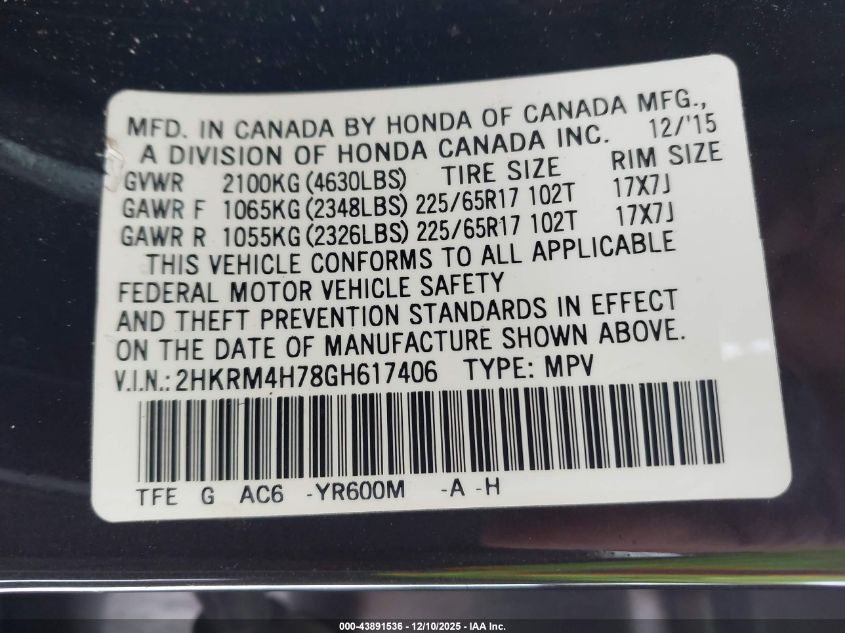 MFD. IN CANADA BY HONDA OF CANADA MFG.,
A DIVISION OF HONDA CANADA INC. 12/'15
GVWR 2100KG (4630LBS) TIRE SIZE RIM SIZE
GAWR F 1065KG (2348LBS) 225/65R17 102T 17X7J
GAWR R 1055KG (2326LBS) 225/65R17 102T 17X7J
THIS VEHICLE CONFORMS TO ALL APPLICABLE
FEDERAL MOTOR VEHICLE SAFETY
AND THEFT PREVENTION STANDARDS IN EFFECT
ON THE DATE OF MANUFACTURE SHOWN ABOVE.
V.I.N.: 2HKRM4H78GH617406 TYPE: MPV
TFE G AC6 -YR600M -A -H
000-43891536 - 12/10/2025 - IAA Inc.